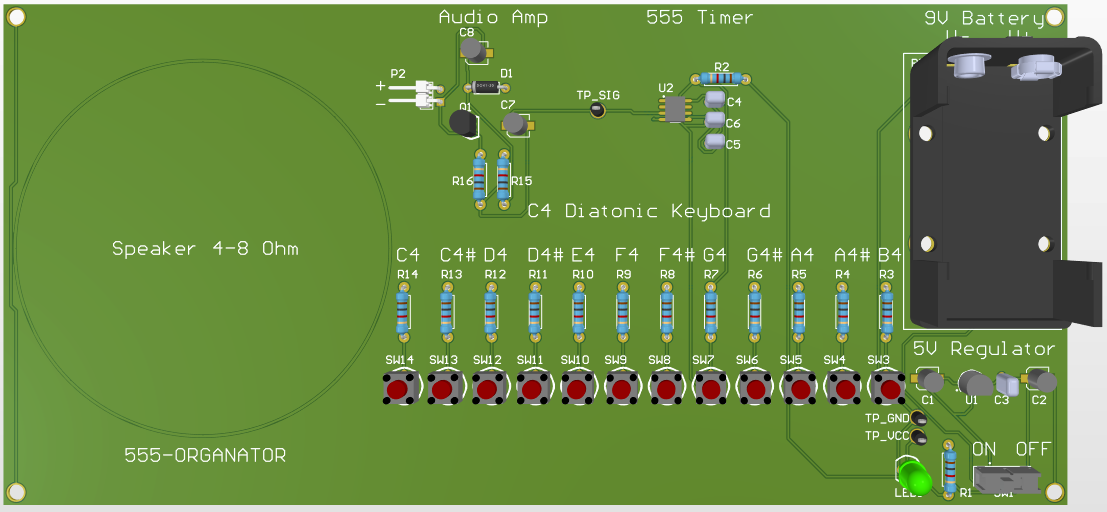 Audio Amp 555 Timer 9V Battery
C8
P2 D1 R2
+
−
TP_SIG U2 C4
Q1 C7
C6
C5
R16 R15
C4 Diatonic Keyboard
Speaker 4-8 Ohm
C4 C4# D4 D4# E4 F4 F4# G4 G4# A4 A4# B4
R14 R13 R12 R11 R10 R9 R8 R7 R6 R5 R4 R3
5V Regulator
SW14 SW13 SW12 SW11 SW10 SW9 SW8 SW7 SW6 SW5 SW4 SW3
C1 U1 C3 C2
TP_GND
TP_VCC
555-ORGANATOR
ON OFF
R1